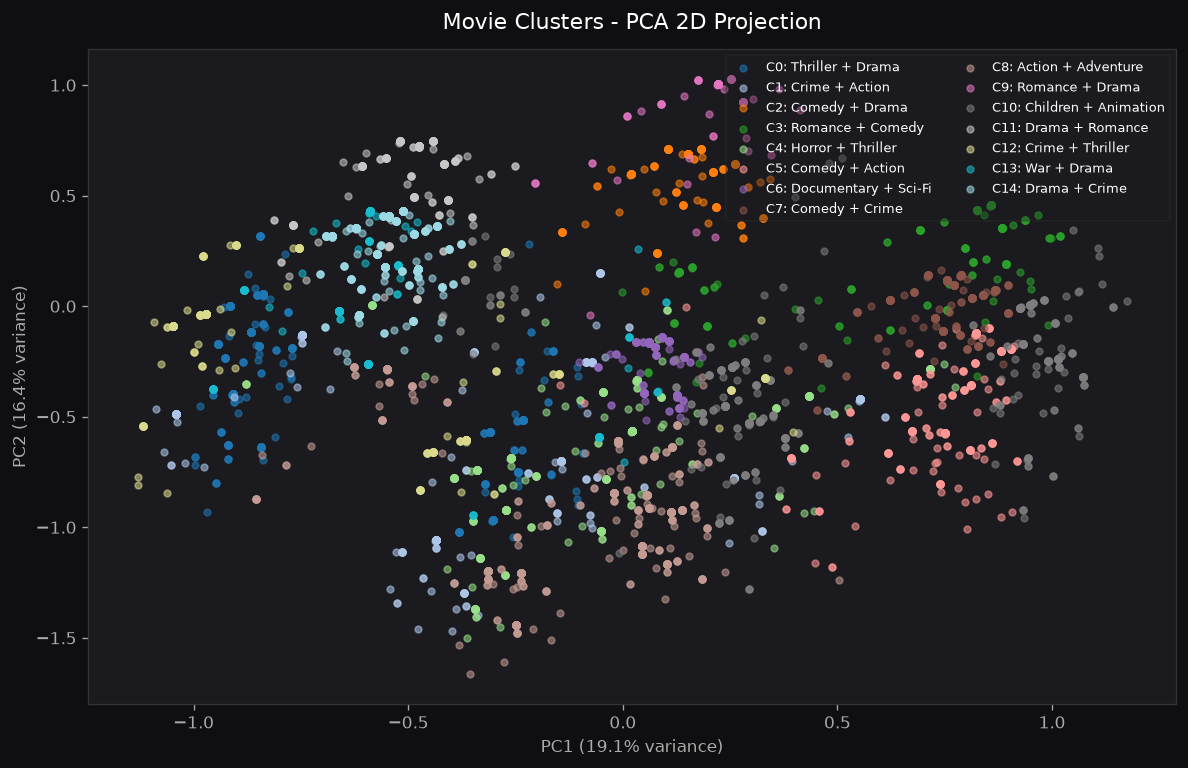 Movie Clusters - PCA 2D Projection
C0: Thriller + Drama
C1: Crime + Action
C2: Comedy + Drama
C3: Romance + Comedy
C4: Horror + Thriller
C5: Comedy + Action
C6: Documentary + Sci-Fi
C7: Comedy + Crime
C8: Action + Adventure
C9: Romance + Drama
C10: Children + Animation
C11: Drama + Romance
C12: Crime + Thriller
C13: War + Drama
C14: Drama + Crime
PC2 (16.4% variance)
1.0
0.5
0.0
−0.5
−1.0
−1.5
−1.0
−0.5
0.0
0.5
1.0
PC1 (19.1% variance)